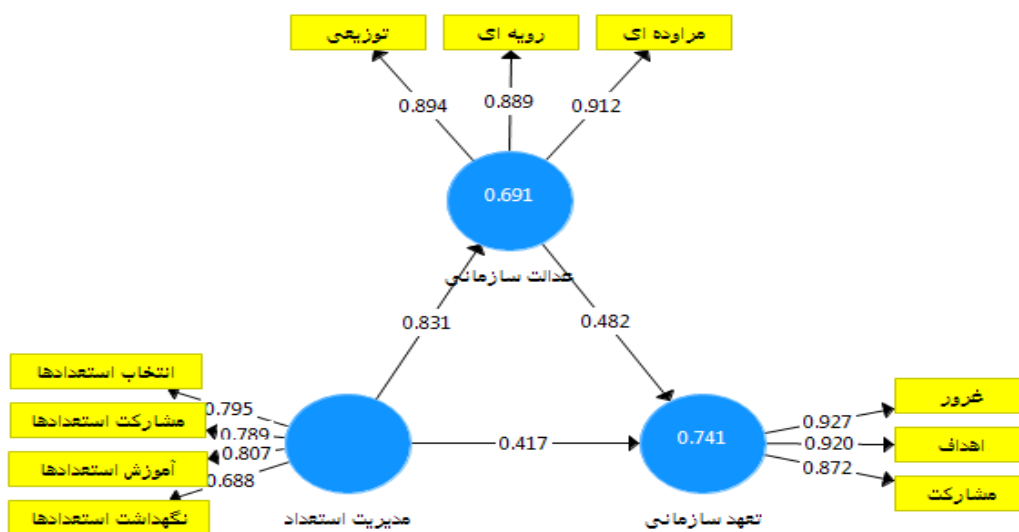 توزیعی
رویه ای
مراوده ای
0.894
0.889
0.912
0.691
عدالت سازمانی
0.831
0.482
انتخاب استعدادها
مشارکت استعدادها
آموزش استعدادها
نگهداشت استعدادها
0.795
0.789
0.807
0.688
مدیریت استعداد
0.417
0.741
تعهد سازمانی
0.927
0.920
0.872
غرور
اهداف
مشارکت